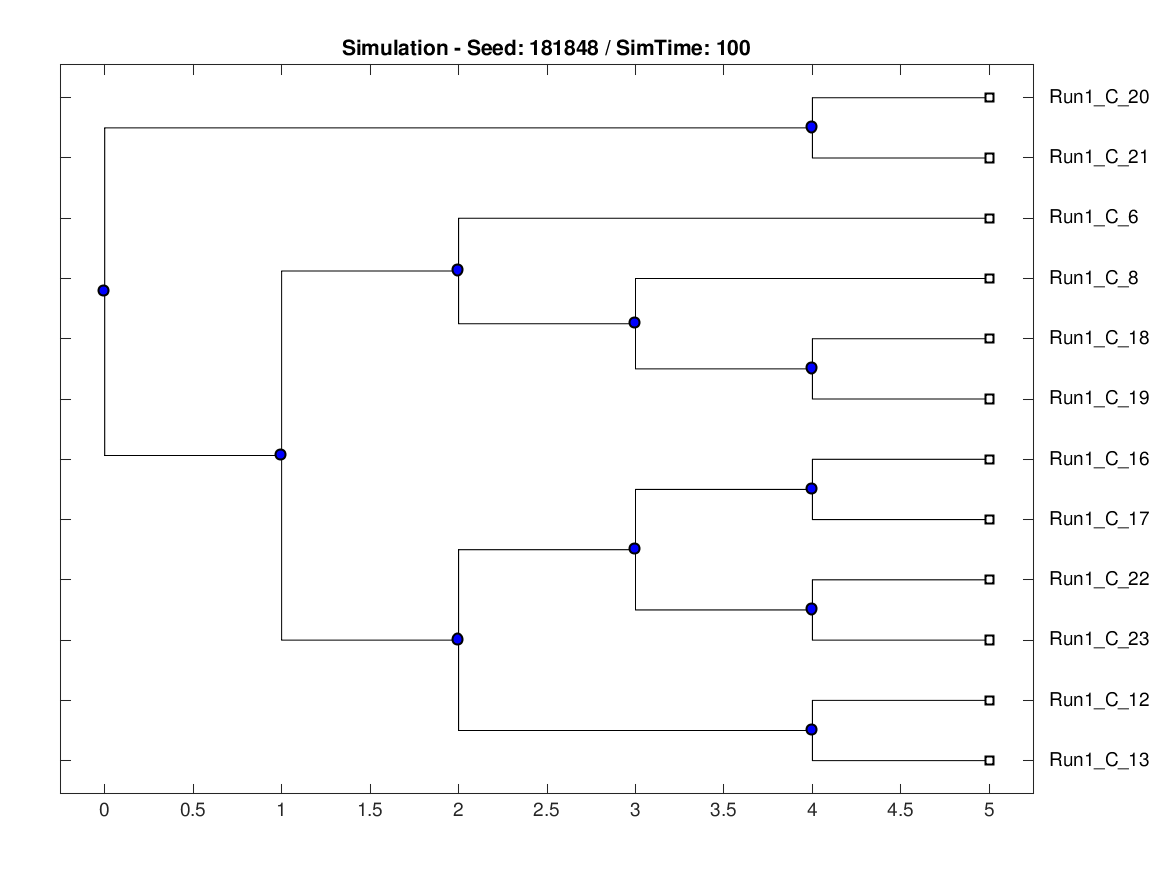 Simulation - Seed: 181848 / SimTime: 100
Run1_C_20
Run1_C_21
Run1_C_6
Run1_C_8
Run1_C_18
Run1_C_19
Run1_C_16
Run1_C_17
Run1_C_22
Run1_C_23
Run1_C_12
Run1_C_13
0 0.5 1 1.5 2 2.5 3 3.5 4 4.5 5